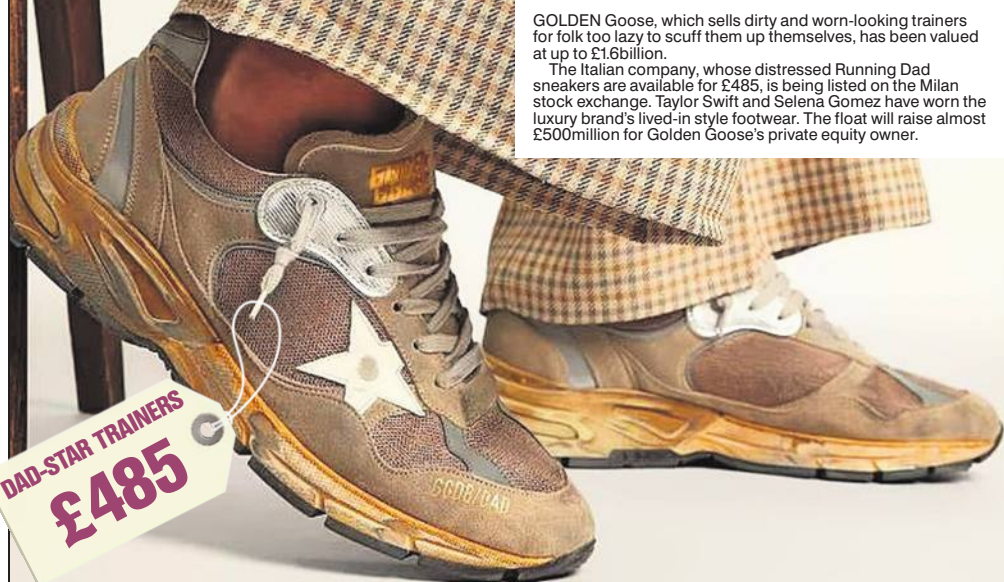 GOLDEN Goose, which sells dirty and worn-looking trainers
for folk too lazy to scuff them up themselves, has been valued
at up to £1.6billion.
The Italian company, whose distressed Running Dad
sneakers are available for £485, is being listed on the Milan
stock exchange. Taylor Swift and Selena Gomez have worn the
luxury brand's lived-in style footwear. The float will raise almost
£500million for Golden Goose's private equity owner.
DAD-STAR TRAINERS
£485
GGDB/DAD